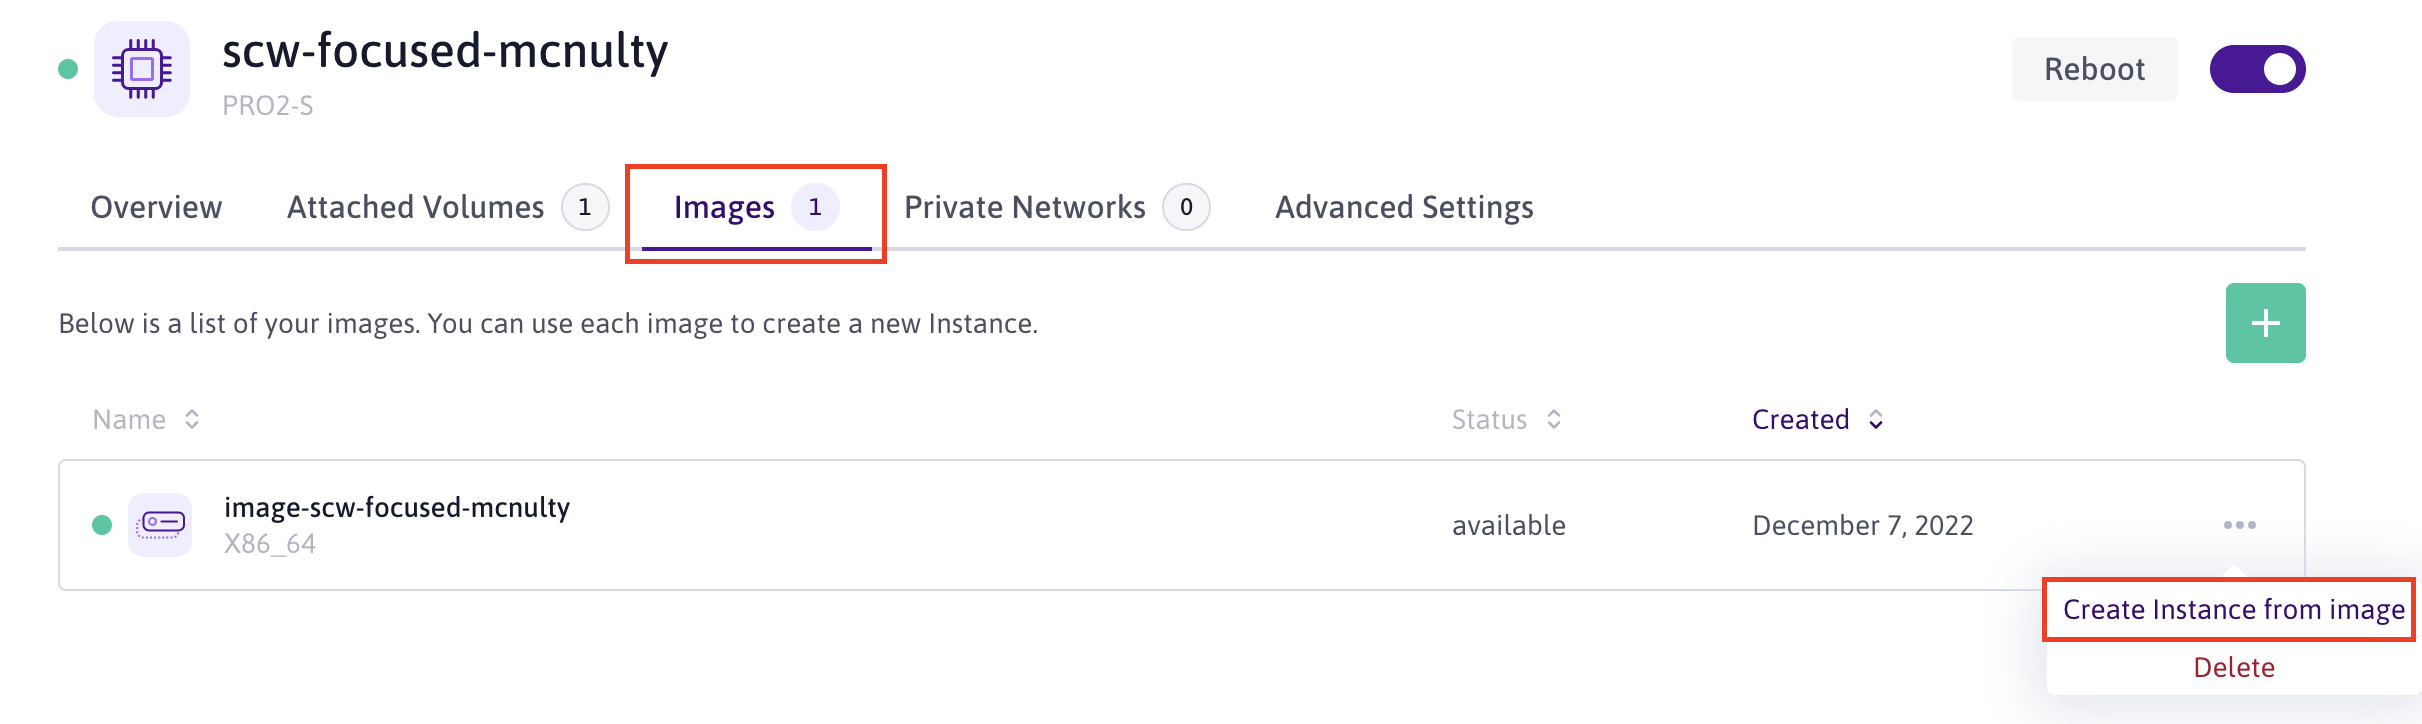 scw-focused-mcnulty
PRO2-S
Reboot
Overview
Attached Volumes 1
Images 1
Private Networks 0
Advanced Settings
Below is a list of your images. You can use each image to create a new Instance.
Name
Status
Created
image-scw-focused-mcnulty
X86_64
available
December 7, 2022
Create Instance from image
Delete